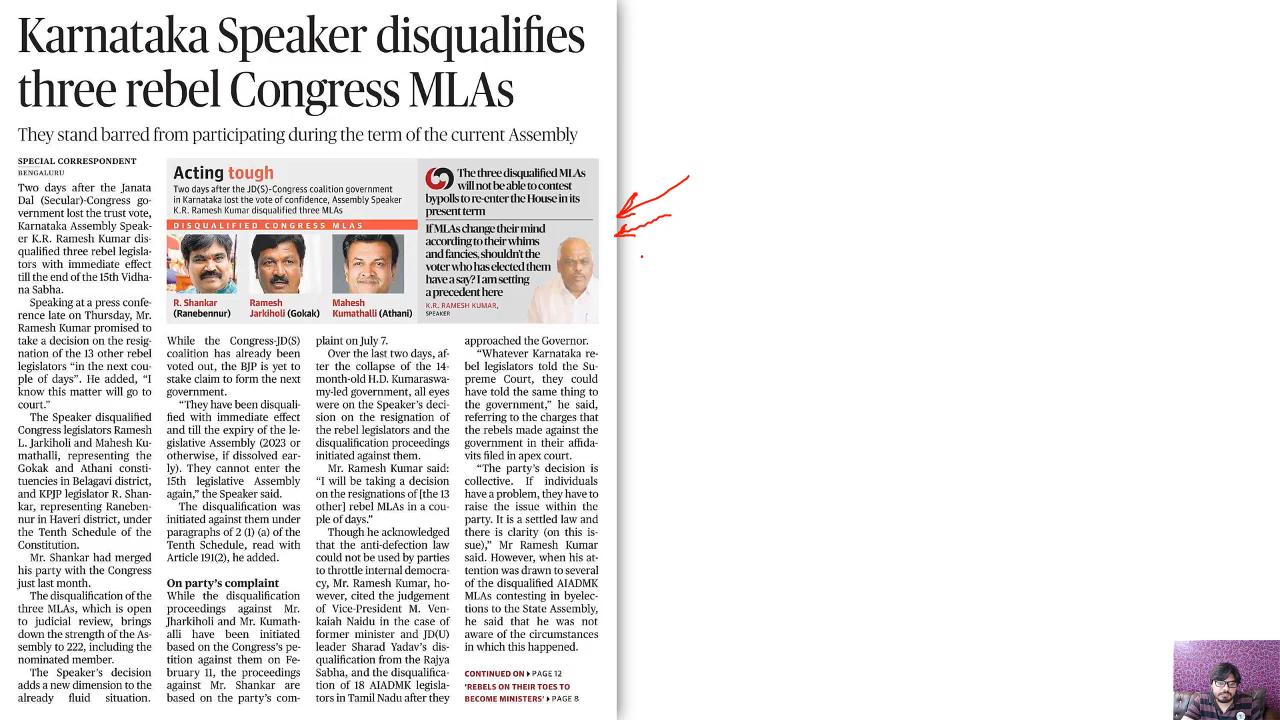 Karnataka Speaker disqualifies
three rebel Congress MLAs
They stand barred from participating during the term of the current Assembly
SPECIAL CORRESPONDENT
BENGALURU
Two days after the Janata
Dal (Secular)-Congress go-
vernment lost the trust vote,
Karnataka Assembly Speak-
er K.R. Ramesh Kumar dis-
qualified three rebel legisla-
tors with immediate effect
till the end of the 15th Vidha-
na Sabha.
Speaking at a press confe-
rence late on Thursday, Mr.
Ramesh Kumar promised to
take a decision on the resig-
nation of the 13 other rebel
legislators “in the next cou-
ple of days”. He added, “I
know this matter will go to
court.”
The Speaker disqualified
Congress legislators Ramesh
L. Jarkiholi and Mahesh Ku-
mathalli, representing the
Gokak and Athani consti-
tuencies in Belagavi district,
and KPJP legislator R. Shan-
kar, representing Raneben-
nur in Haveri district, under
the Tenth Schedule of the
Constitution.
Mr. Shankar had merged
his party with the Congress
just last month.
The disqualification of the
three MLAs, which is open
to judicial review, brings
down the strength of the As-
sembly to 222, including the
nominated member.
The Speaker’s decision
adds a new dimension to the
already fluid situation.
Acting tough
Two days after the JD(S)-Congress coalition government
in Karnataka lost the vote of confidence, Assembly Speaker
K.R. Ramesh Kumar disqualified three MLAs
DISQUALIFIED CONGRESS MLAS
R. Shankar
(Ranebennur)
Ramesh
Jarkiholi (Gokak)
Mahesh
Kumathalli (Athani)
The three disqualified MLAs
will not be able to contest
bypolls to re-enter the House in its
present term
If MLAs change their mind
according to their whims
and fancies, shouldn’t the
voter who has elected them
have a say? I am setting
a precedent here
K.R. RAMESH KUMAR,
SPEAKER
While the Congress-JD(S)
coalition has already been
voted out, the BJP is yet to
stake claim to form the next
government.
“They have been disquali-
fied with immediate effect
and till the expiry of the le-
gislative Assembly (2023 or
otherwise, if dissolved ear-
ly). They cannot enter the
15th legislative Assembly
again,” the Speaker said.
The disqualification was
initiated against them under
paragraphs of 2 (1) (a) of the
Tenth Schedule, read with
Article 191(2), he added.
On party’s complaint
While the disqualification
proceedings against Mr.
Jharkiholi and Mr. Kumath-
alli have been initiated
based on the Congress’s pe-
tition against them on Fe-
bruary 11, the proceedings
against Mr. Shankar are
based on the party’s com-
plaint on July 7.
Over the last two days, af-
ter the collapse of the 14-
month-old H.D. Kumaraswa-
my-led government, all eyes
were on the Speaker’s deci-
sion on the resignation of
the rebel legislators and the
disqualification proceedings
initiated against them.
Mr. Ramesh Kumar said:
“I will be taking a decision
on the resignations of [the 13
other] rebel MLAs in a cou-
ple of days.”
Though he acknowledged
that the anti-defection law
could not be used by parties
to throttle internal democra-
cy, Mr. Ramesh Kumar, ho-
wever, cited the judgement
of Vice-President M. Ven-
kaiah Naidu in the case of
former minister and JD(U)
leader Sharad Yadav’s dis-
qualification from the Rajya
Sabha, and the disqualifica-
tion of 18 AIADMK legisla-
tors in Tamil Nadu after they
approached the Governor.
“Whatever Karnataka re-
bel legislators told the Su-
preme Court, they could
have told the same thing to
the government,” he said,
referring to the charges that
the rebels made against the
government in their affida-
vits filed in apex court.
“The party’s decision is
collective. If individuals
have a problem, they have to
raise the issue within the
party. It is a settled law and
there is clarity (on this is-
sue),” Mr Ramesh Kumar
said. However, when his at-
tention was drawn to several
of the disqualified AIADMK
MLAs contesting in byelec-
tions to the State Assembly,
he said that he was not
aware of the circumstances
in which this happened.
CONTINUED ON PAGE 12
‘REBELS ON THEIR TOES TO
BECOME MINISTERS’ PAGE 8